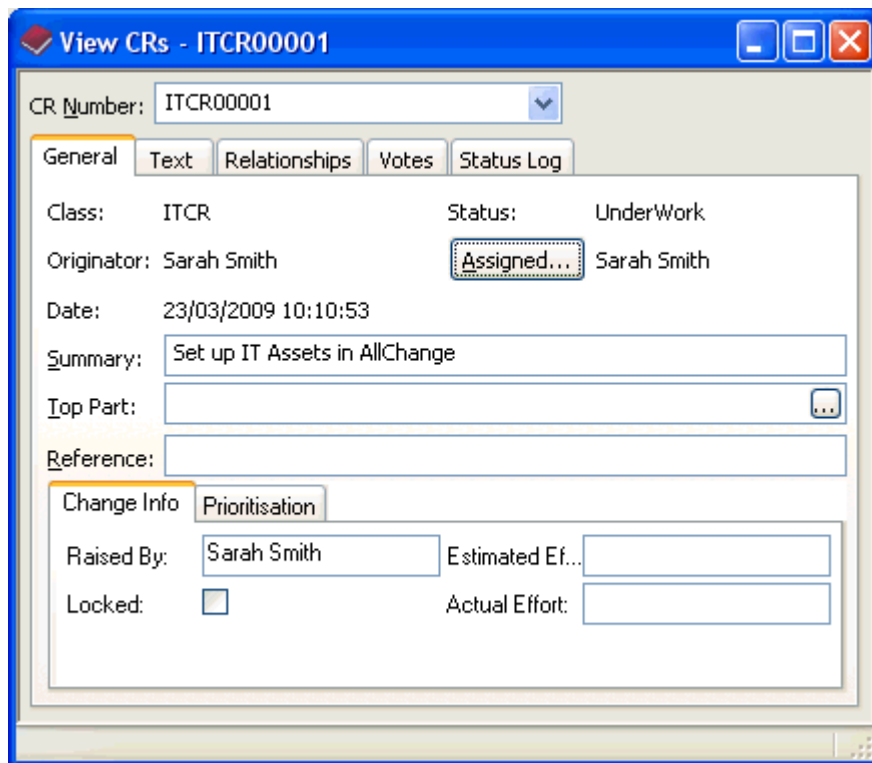 View CRs - ITCR00001
CR Number: ITCR00001
General Text Relationships Votes Status Log
Class: ITCR Status: UnderWork
Originator: Sarah Smith Assigned... Sarah Smith
Date: 23/03/2009 10:10:53
Summary: Set up IT Assets in AllChange
Top Part: ...
Reference:
Change Info Prioritisation
Raised By: Sarah Smith Estimated Ef...
Locked: Actual Effort: